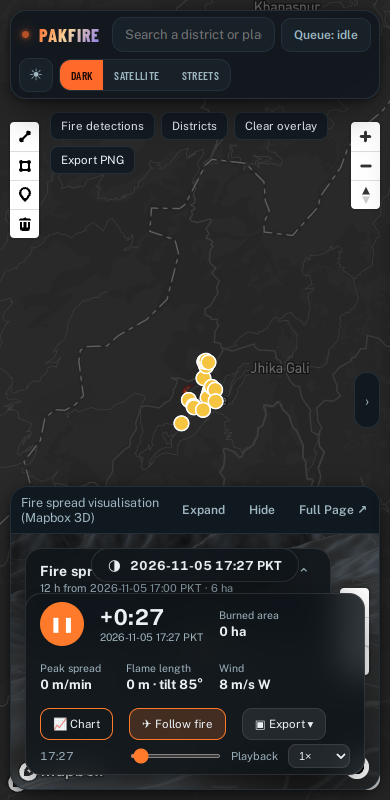 Khanaspur
PAKFIRE
Search a district or pla
Queue: idle
DARK
SATELLITE
STREETS
Fire detections
Districts
Clear overlay
Export PNG
Jhika Gali
Fire spread visualisation
(Mapbox 3D)
Expand
Hide
Full Page ↗
Fire spr
2026-11-05 17:27 PKT
12 h from 2026-11-05 17:00 PKT · 6 ha
+0:27
2026-11-05 17:27 PKT
Burned area
0 ha
Peak spread
0 m/min
Flame length
0 m · tilt 85°
Wind
8 m/s W
Chart
Follow fire
Export ▾
17:27
Playback
1×